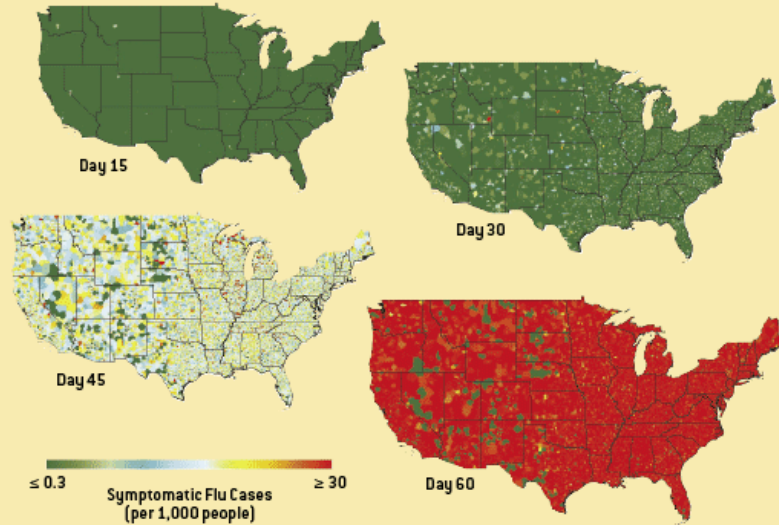 Day 15
Day 30
Day 45
Day 60
≤ 0.3
≥ 30
Symptomatic Flu Cases
(per 1,000 people)